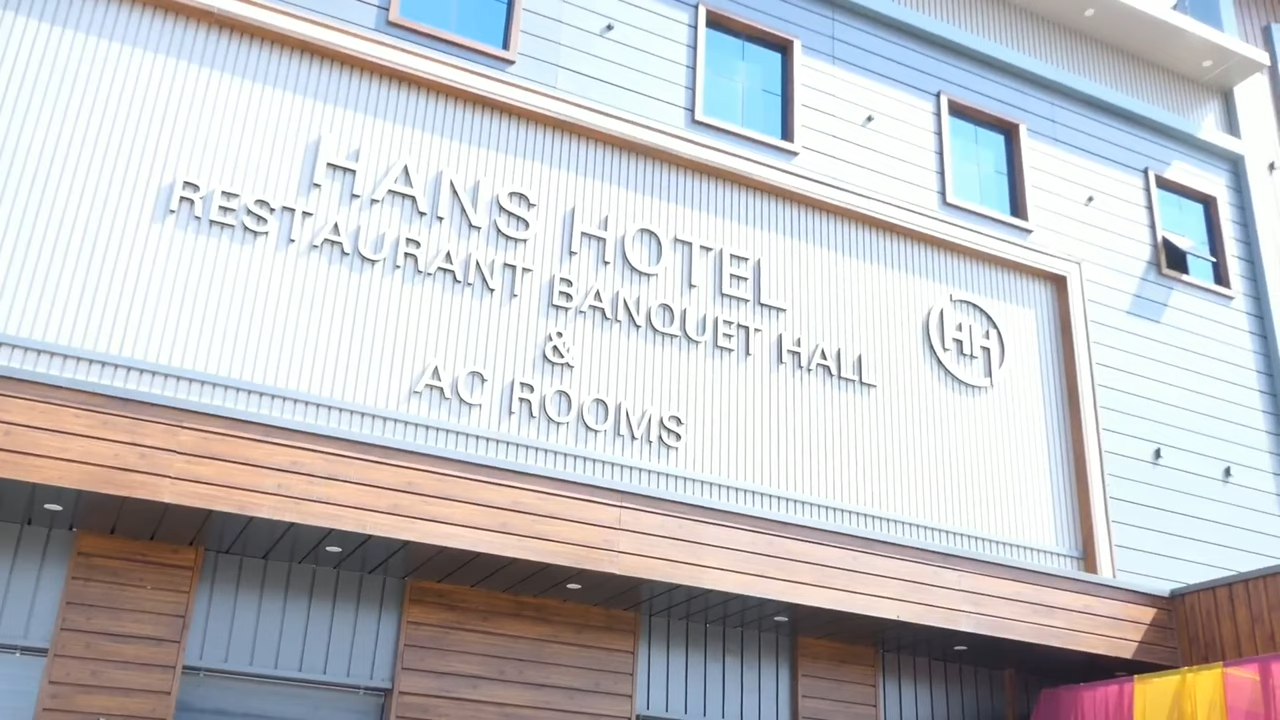 HANS HOTEL
RESTAURANT BANQUET HALL
&
AC ROOMS
HH